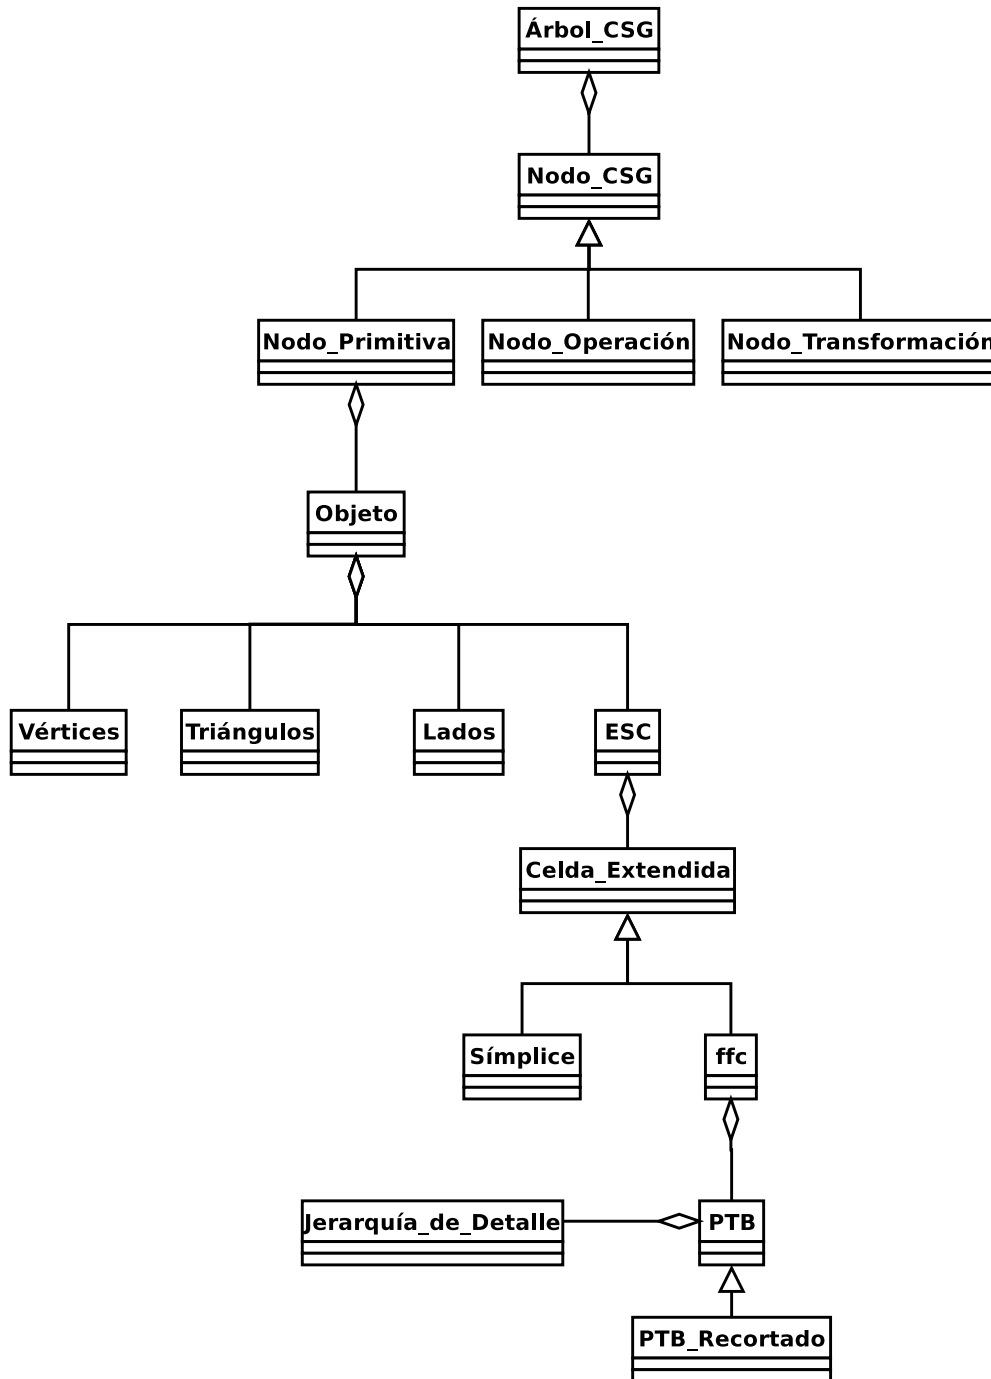 Árbol_CSG
Nodo_CSG
Nodo_Primitiva
Nodo_Operación
Nodo_Transformación
Objeto
Vértices
Triángulos
Lados
ESC
Celda_Extendida
Símplice
ffc
Jerarquía_de_Detalle
PTB
PTB_Recortado